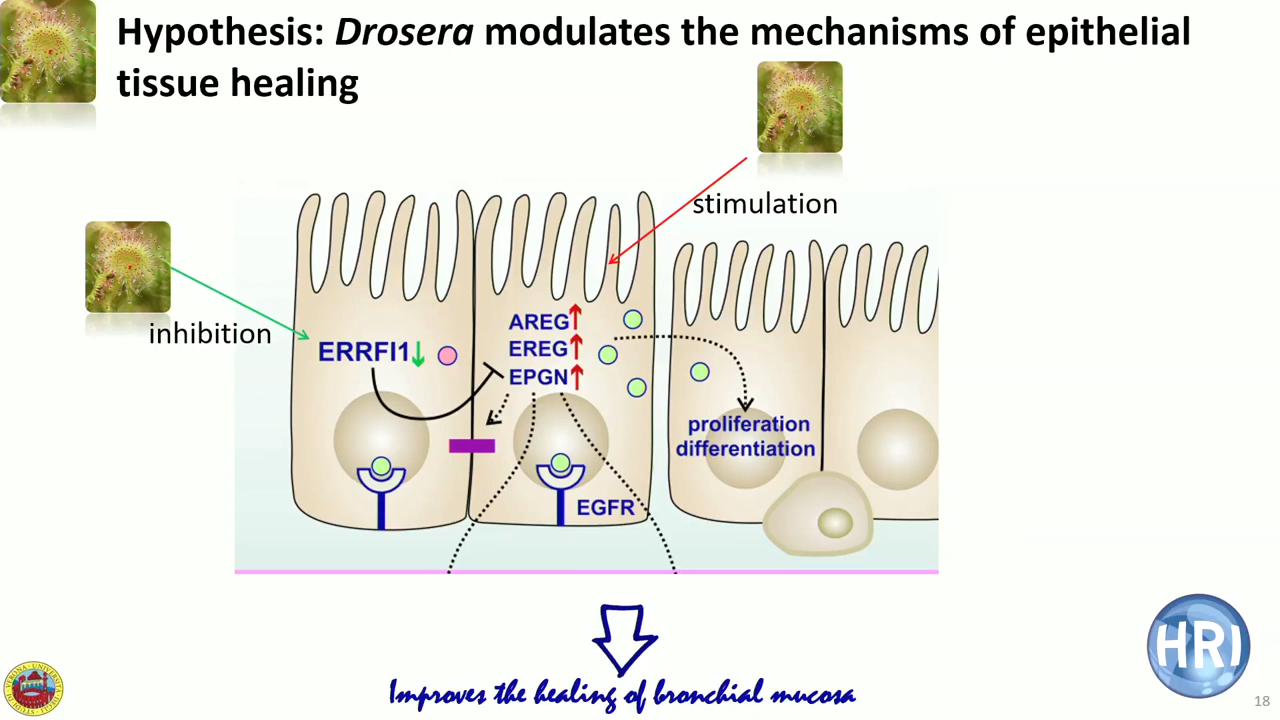 Hypothesis: Drosera modulates the mechanisms of epithelial
tissue healing
stimulation
inhibition
ERRFI1
AREG
EREG
EPGN
proliferation
differentiation
EGFR
Improves the healing of bronchial mucosa
HRI
18